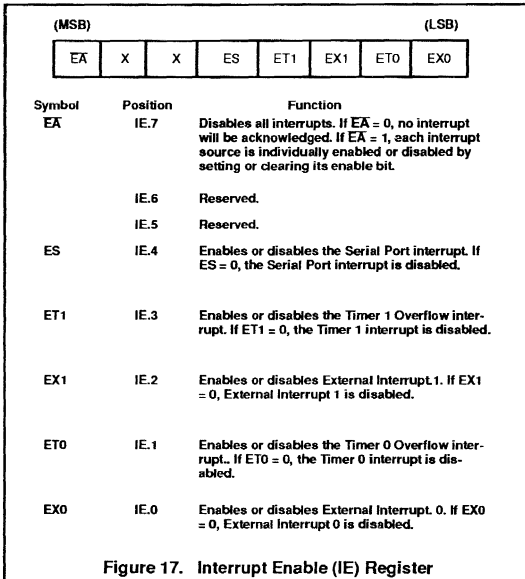 (MSB) (LSB)
E̅A̅ X X ES ET1 EX1 ET0 EX0
Symbol Position Function
E̅A̅ IE.7 Disables all interrupts. If E̅A̅ = 0, no interrupt
will be acknowledged. If E̅A̅ = 1, each interrupt
source is individually enabled or disabled by
setting or clearing its enable bit.
IE.6 Reserved.
IE.5 Reserved.
ES IE.4 Enables or disables the Serial Port interrupt. If
ES = 0, the Serial Port interrupt is disabled.
ET1 IE.3 Enables or disables the Timer 1 Overflow inter-
rupt. If ET1 = 0, the Timer 1 interrupt is disabled.
EX1 IE.2 Enables or disables External Interrupt.1. If EX1
= 0, External Interrupt 1 is disabled.
ET0 IE.1 Enables or disables the Timer 0 Overflow inter-
rupt.. If ET0 = 0, the Timer 0 interrupt is dis-
abled.
EX0 IE.0 Enables or disables External Interrupt. 0. If EX0
= 0, External Interrupt 0 is disabled.
Figure 17. Interrupt Enable (IE) Register